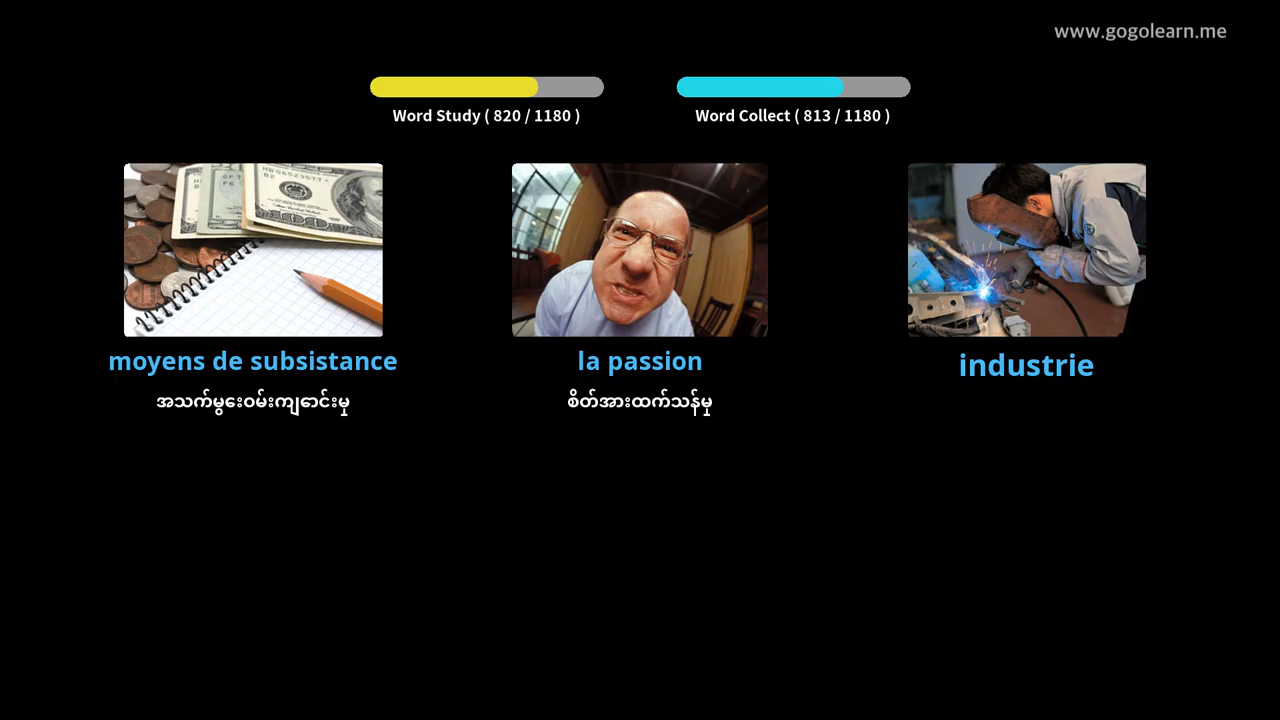 www.gogolearn.me
Word Study ( 820 / 1180 )
Word Collect ( 813 / 1180 )
moyens de subsistance
la passion
industrie
အသက်မွေးဝမ်းကျောင်းမှု
စိတ်အားထက်သန်မှု